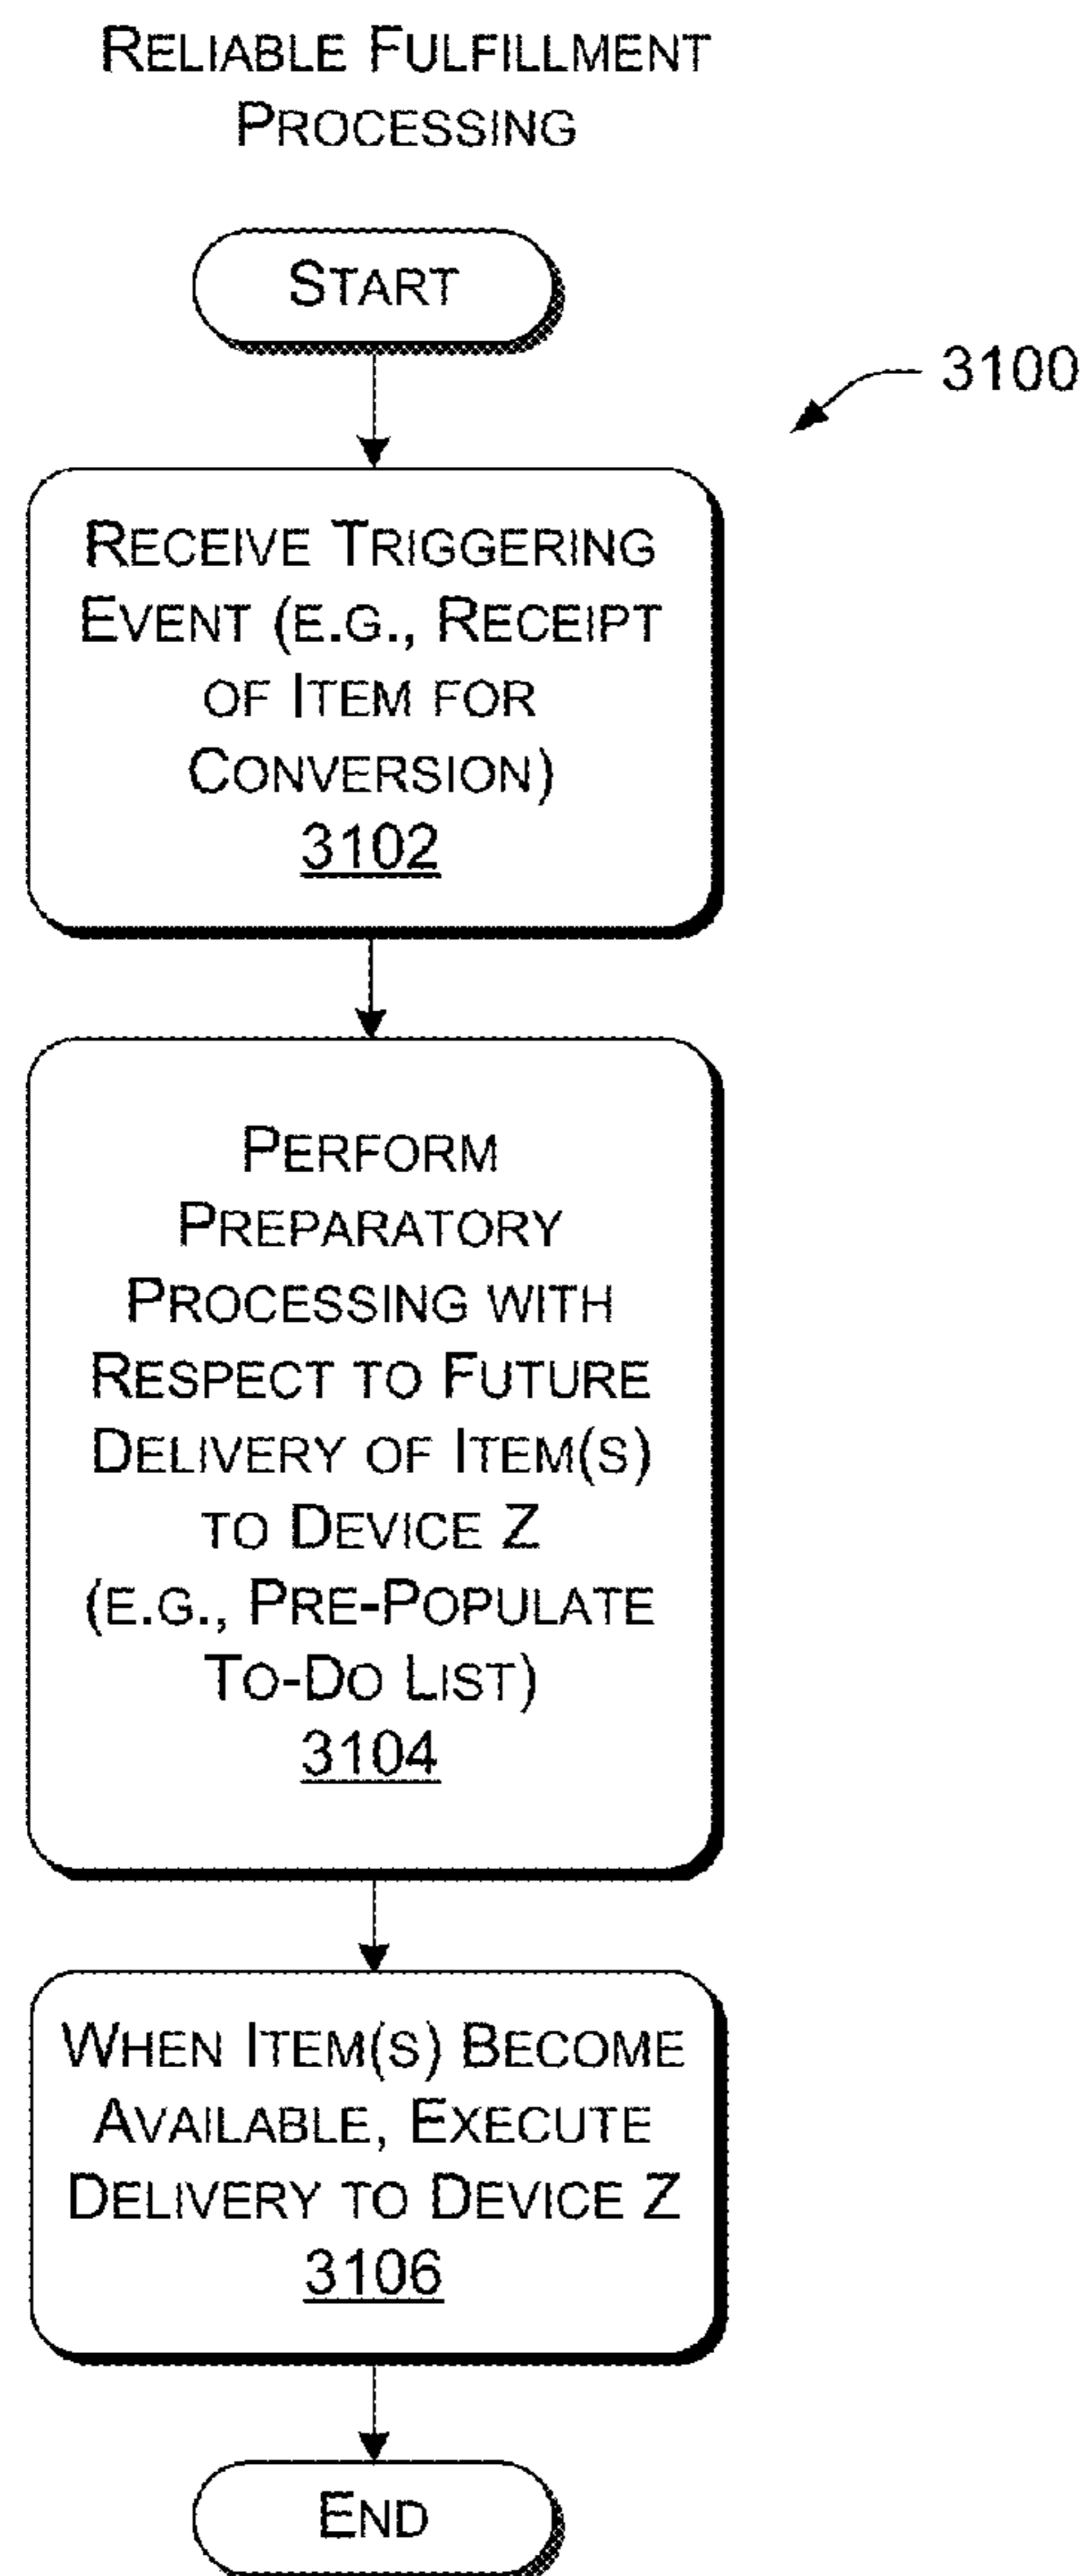 RELIABLE FULFILLMENT
PROCESSING
START
3100
RECEIVE TRIGGERING
EVENT (E.G., RECEIPT
OF ITEM FOR
CONVERSION)
3102
PERFORM
PREPARATORY
PROCESSING WITH
RESPECT TO FUTURE
DELIVERY OF ITEM(S)
TO DEVICE Z
(E.G., PRE-POPULATE
TO-DO LIST)
3104
WHEN ITEM(S) BECOME
AVAILABLE, EXECUTE
DELIVERY TO DEVICE Z
3106
END